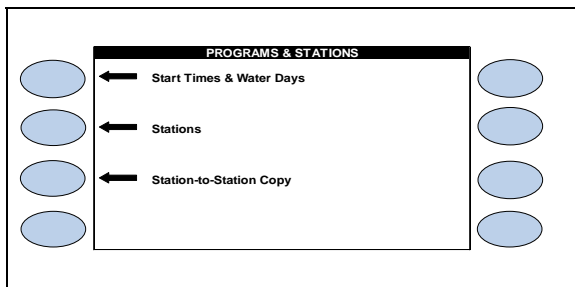 PROGRAMS & STATIONS
Start Times & Water Days
Stations
Station-to-Station Copy